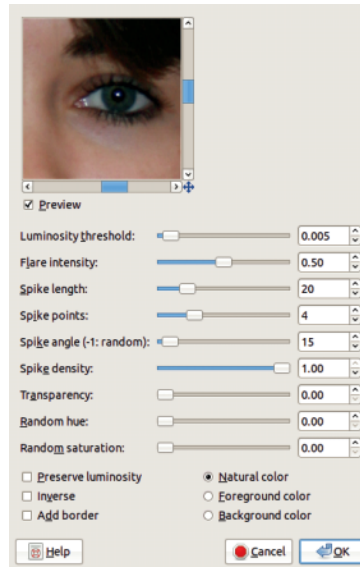 Preview
Luminosity threshold: 0.005
Flare intensity: 0.50
Spike length: 20
Spike points: 4
Spike angle (-1: random): 15
Spike density: 1.00
Transparency: 0.00
Random hue: 0.00
Random saturation: 0.00
Preserve luminosity Natural color
Inverse Foreground color
Add border Background color
Help Cancel OK